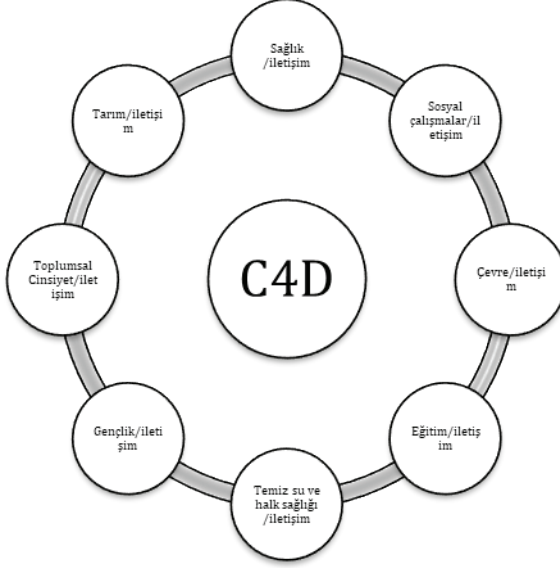 Sağlık
/iletişim
Sosyal
çalışmalar/il
etişim
Çevre/iletişi
m
Eğitim/iletiş
im
Temiz su ve
halk sağlığı
/iletişim
Gençlik/ileti
şim
Toplumsal
Cinsiyet/ilet
işim
Tarım/iletişi
m
C4D